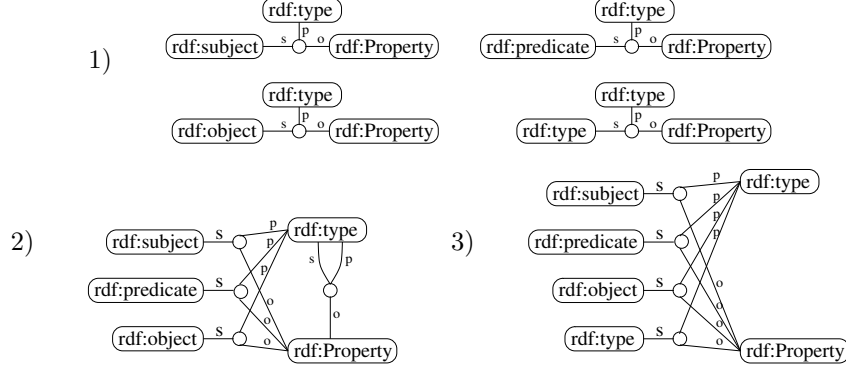 rdf:type rdf:type
rdf:subject s p o rdf:Property rdf:predicate s p o rdf:Property
1)
rdf:type rdf:type
rdf:object s p o rdf:Property rdf:type s p o rdf:Property
2)
rdf:subject s p rdf:type
p s p
rdf:predicate s p
o
o o
rdf:object s o rdf:Property
3)
rdf:subject s p rdf:type
p
p
rdf:predicate s p
rdf:object s o
o
o
rdf:type s o rdf:Property